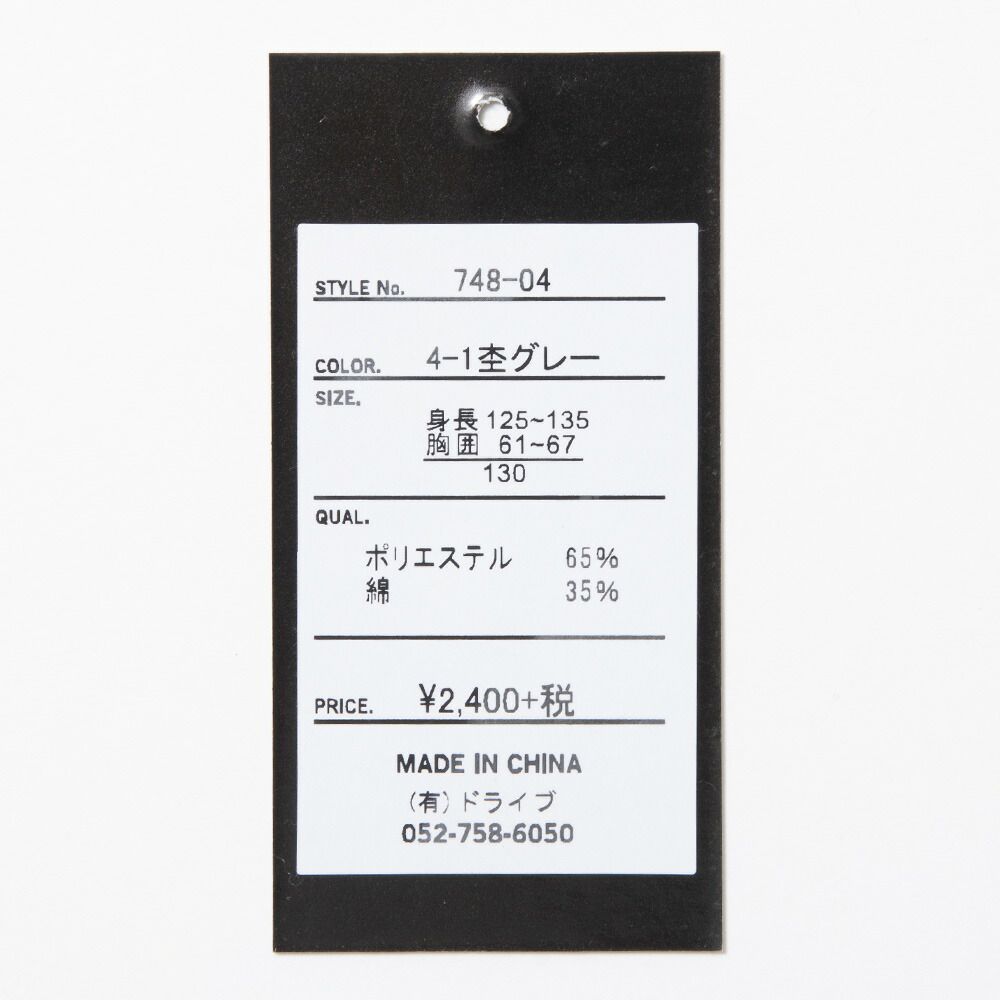 STYLE No. 748-04
COLOR. 4-1杢グレー
SIZE.
身長 125~135
胸囲 61~67
130
QUAL.
ポリエステル 65%
綿 35%
PRICE. ¥2,400+税
MADE IN CHINA
(有)ドライブ
052-758-6050